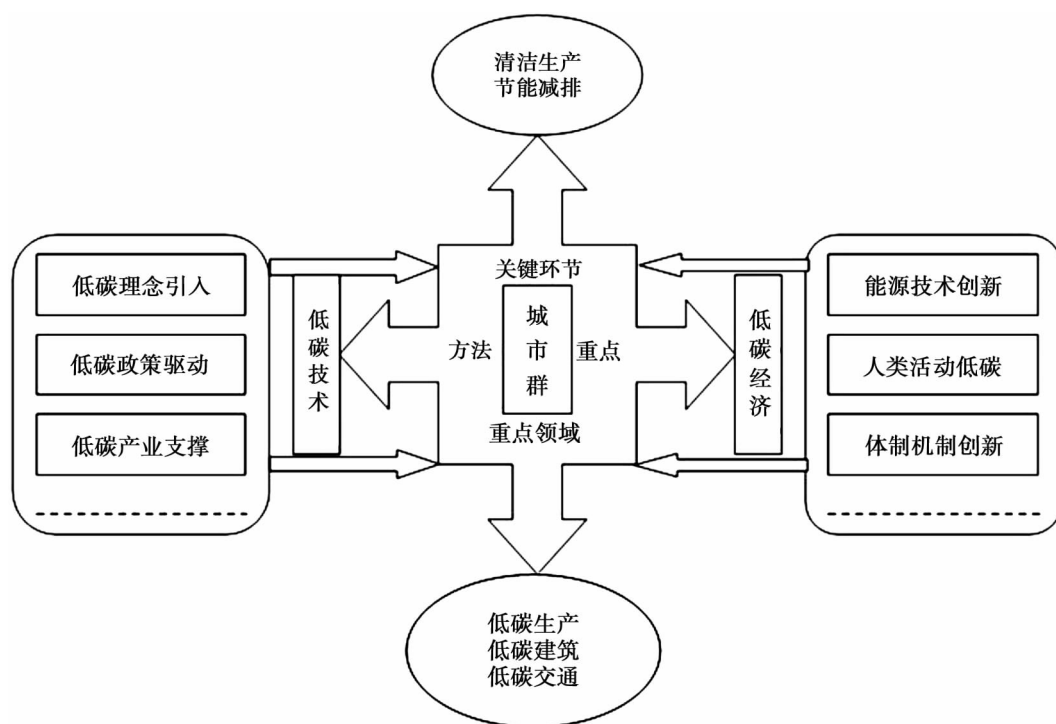 清洁生产
节能减排
关键环节
低碳理念引入
低碳政策驱动
低碳产业支撑
低碳技术
方法
城市群
重点
重点领域
低碳经济
能源技术创新
人类活动低碳
体制机制创新
低碳生产
低碳建筑
低碳交通